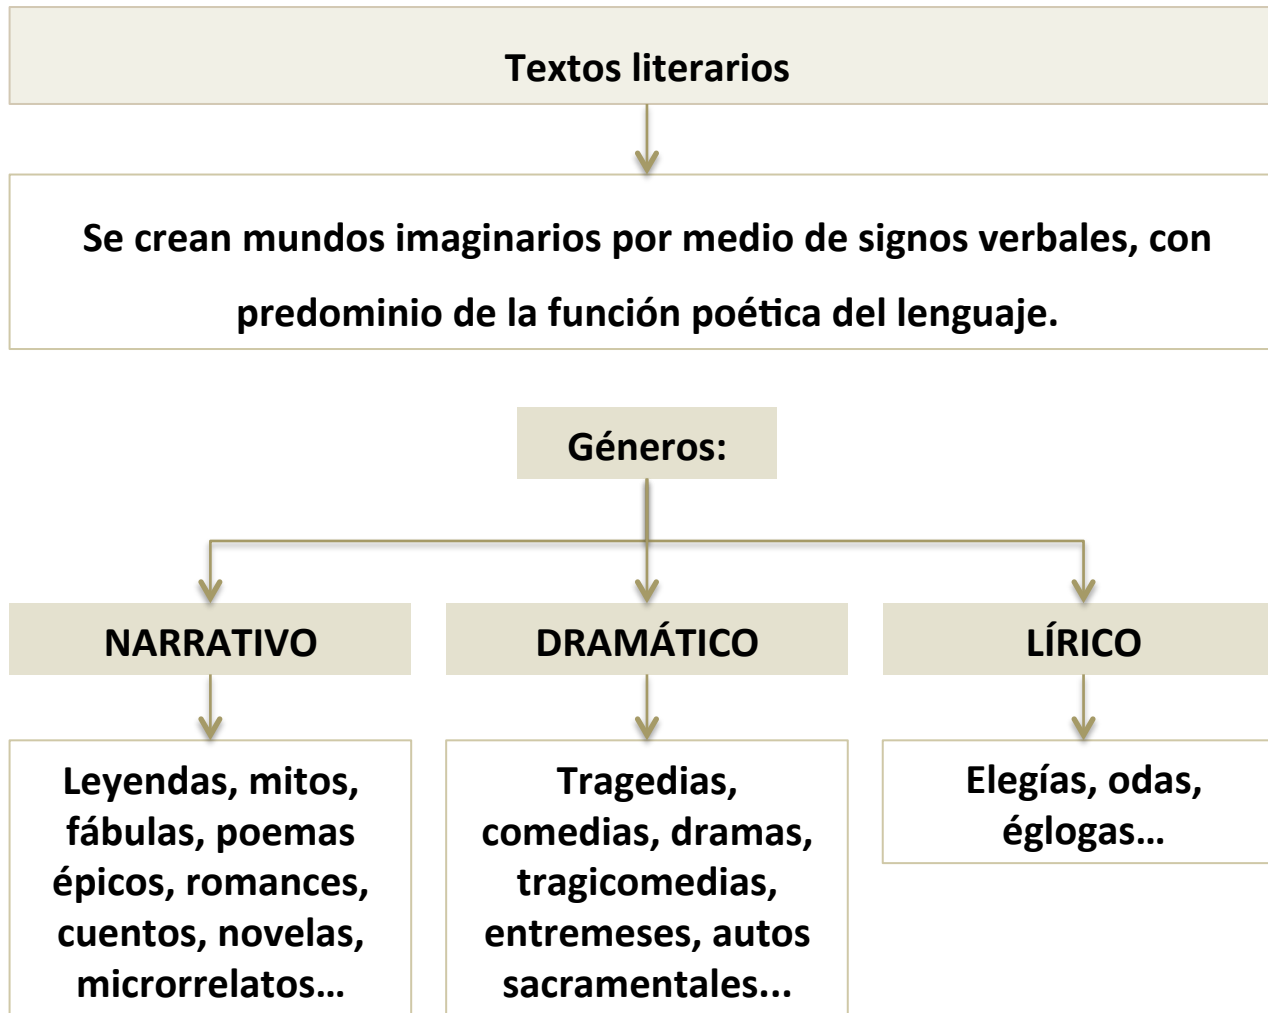 Textos literarios
Se crean mundos imaginarios por medio de signos verbales, con
predominio de la función poética del lenguaje.
Géneros:
NARRATIVO
Leyendas, mitos,
fábulas, poemas
épicos, romances,
cuentos, novelas,
microrrelatos…
DRAMÁTICO
Tragedias,
comedias, dramas,
tragicomedias,
entremeses, autos
sacramentales...
LÍRICO
Elegías, odas,
églogas…